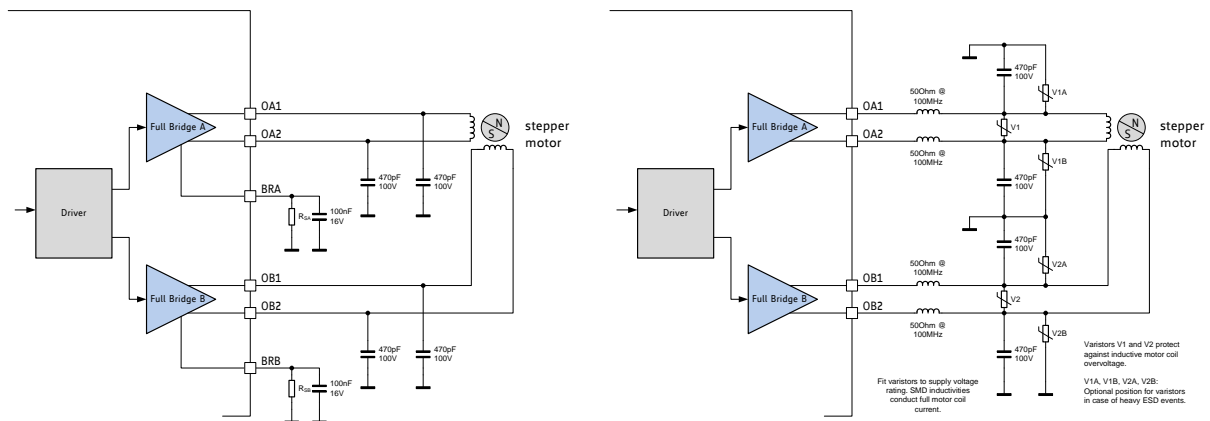 Driver
Full Bridge A
Full Bridge B
OA1
OA2
BRA
OB1
OB2
BRB
RSA
100nF
16V
470pF
100V
470pF
100V
RSB
100nF
16V
470pF
100V
470pF
100V
N
S
stepper
motor
Driver
Full Bridge A
Full Bridge B
OA1
OA2
OB1
OB2
50Ohm @
100MHz
50Ohm @
100MHz
50Ohm @
100MHz
50Ohm @
100MHz
470pF
100V
V1A
V1
V1B
470pF
100V
470pF
100V
V2A
V2
V2B
470pF
100V
N
S
stepper
motor
Fit varistors to supply voltage
rating. SMD inductivities
conduct full motor coil
current.
Varistors V1 and V2 protect
against inductive motor coil
overvoltage.
V1A, V1B, V2A, V2B:
Optional position for varistors
in case of heavy ESD events.